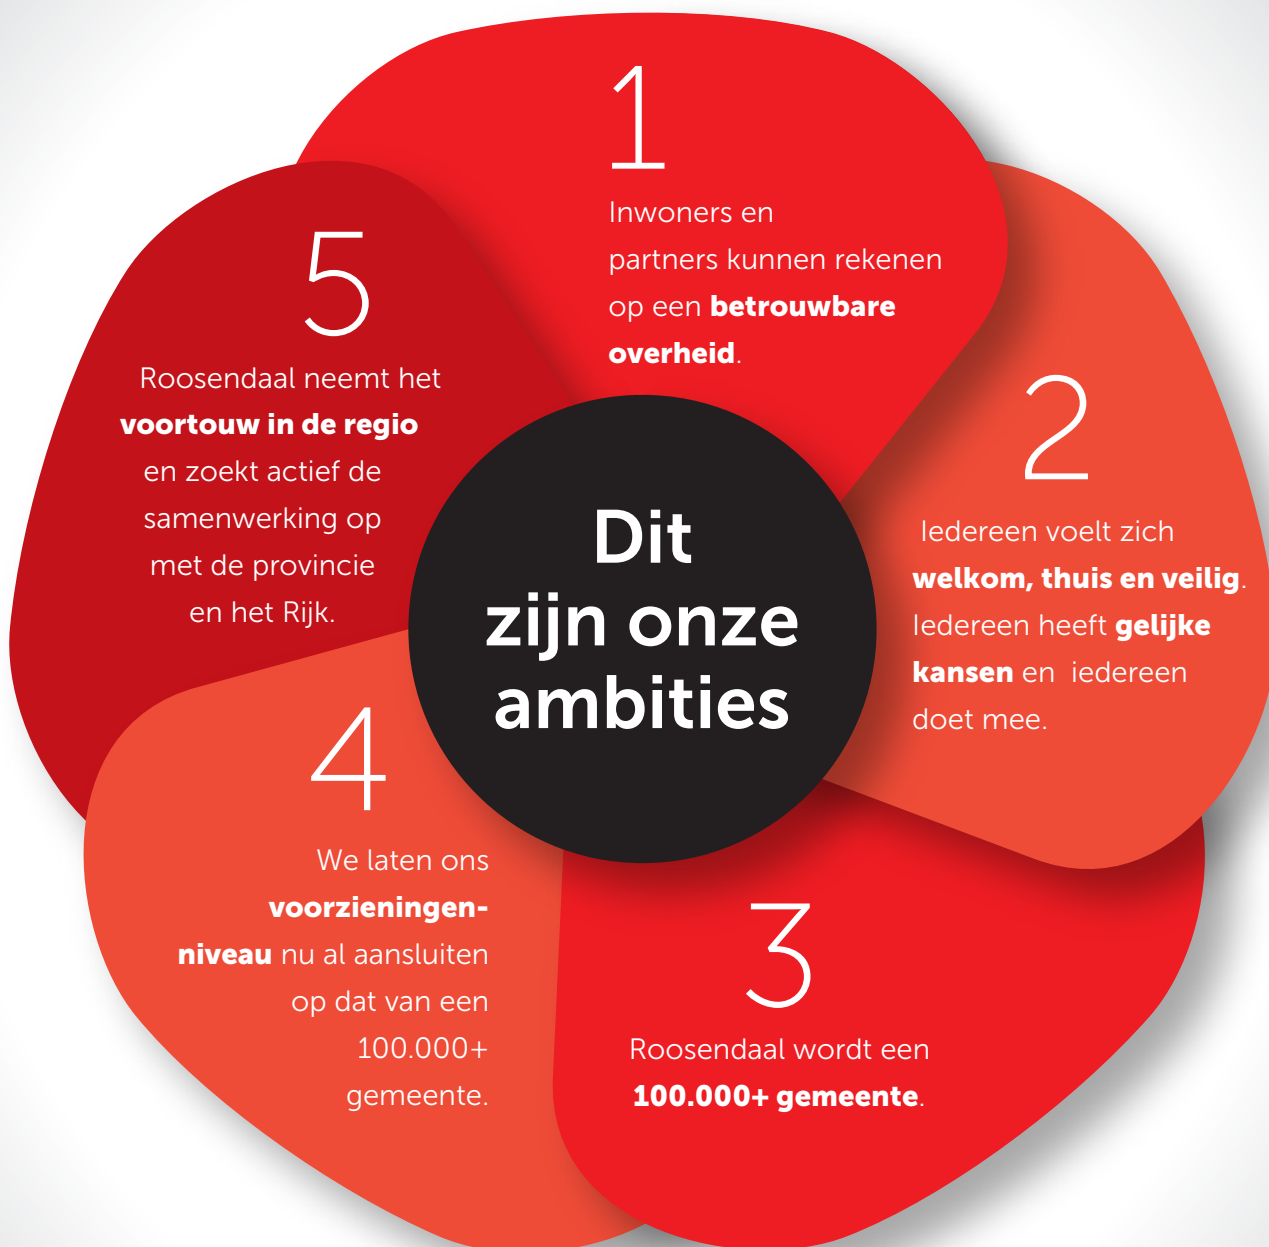 Dit
zijn onze
ambities
1
Inwoners en
partners kunnen rekenen
op een betrouwbare
overheid.
2
Iedereen voelt zich
welkom, thuis en veilig.
Iedereen heeft gelijke
kansen en iedereen
doet mee.
3
Roosendaal wordt een
100.000+ gemeente.
4
We laten ons
voorzieningen-
niveau nu al aansluiten
op dat van een
100.000+
gemeente.
5
Roosendaal neemt het
voortouw in de regio
en zoekt actief de
samenwerking op
met de provincie
en het Rijk.